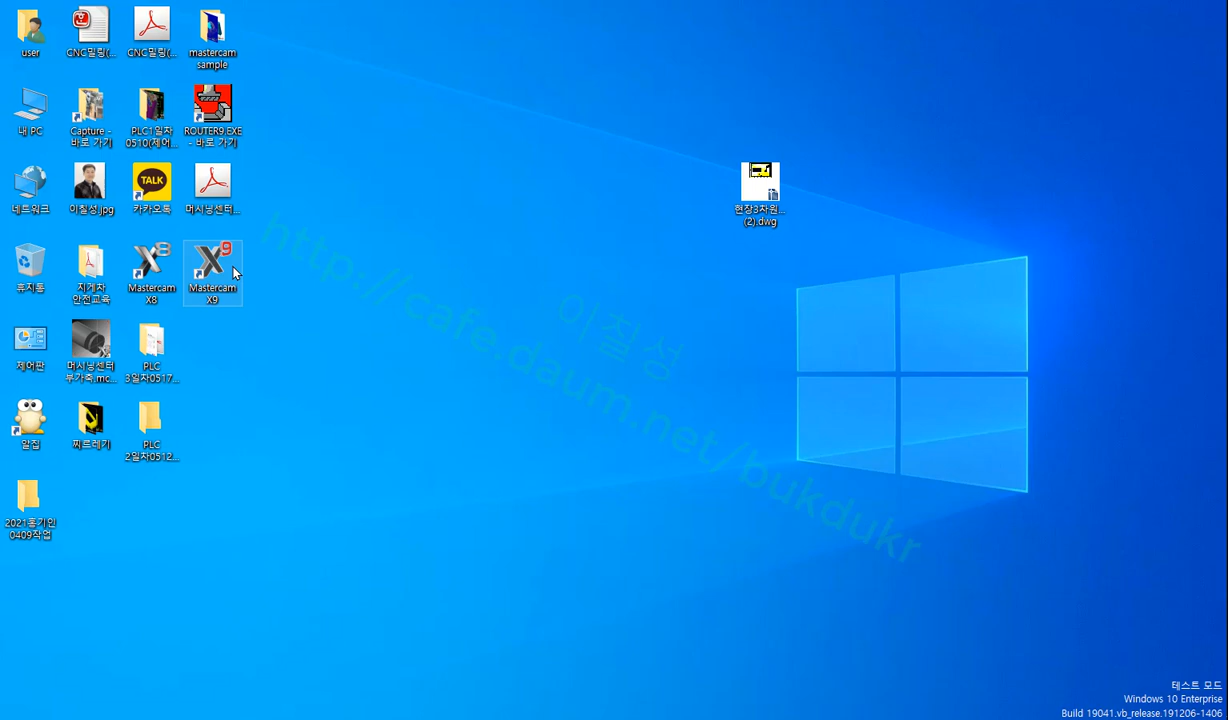 user
CNC밀링(...
CNC밀링(...
mastercam
sample
내 PC
Capture -
바로 가기
PLC1일차
0510(제어...
ROUTER9.EXE
- 바로 가기
네트워크
이칠성.jpg
TALK
카카오톡
머시닝센터...
현장3차원...
(2).dwg
휴지통
지게차
안전교육
Mastercam
X8
Mastercam
X9
제어판
머시닝센터
부가축.mc...
PLC
3일차0517...
알집
찌르레기
PLC
2일차0512...
2021홍기인
0409작업
이칠성
http://cafe.daum.net/bukdukr
테스트 모드
Windows 10 Enterprise
Build 19041.vb_release.191206-1406